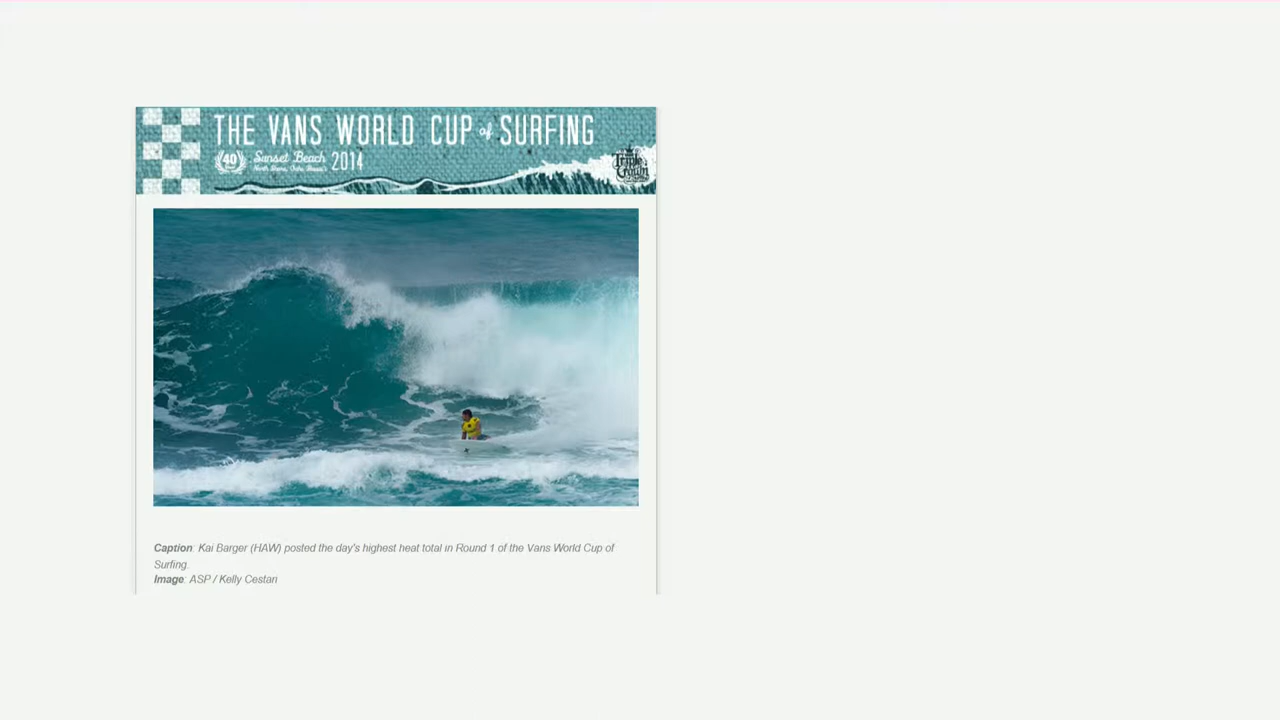 THE VANS WORLD CUP of SURFING
40 Sunset Beach 2014
Triple
Crown
Caption: Kai Barger (HAW) posted the day's highest heat total in Round 1 of the Vans World Cup of
Surfing.
Image: ASP / Kelly Cestari